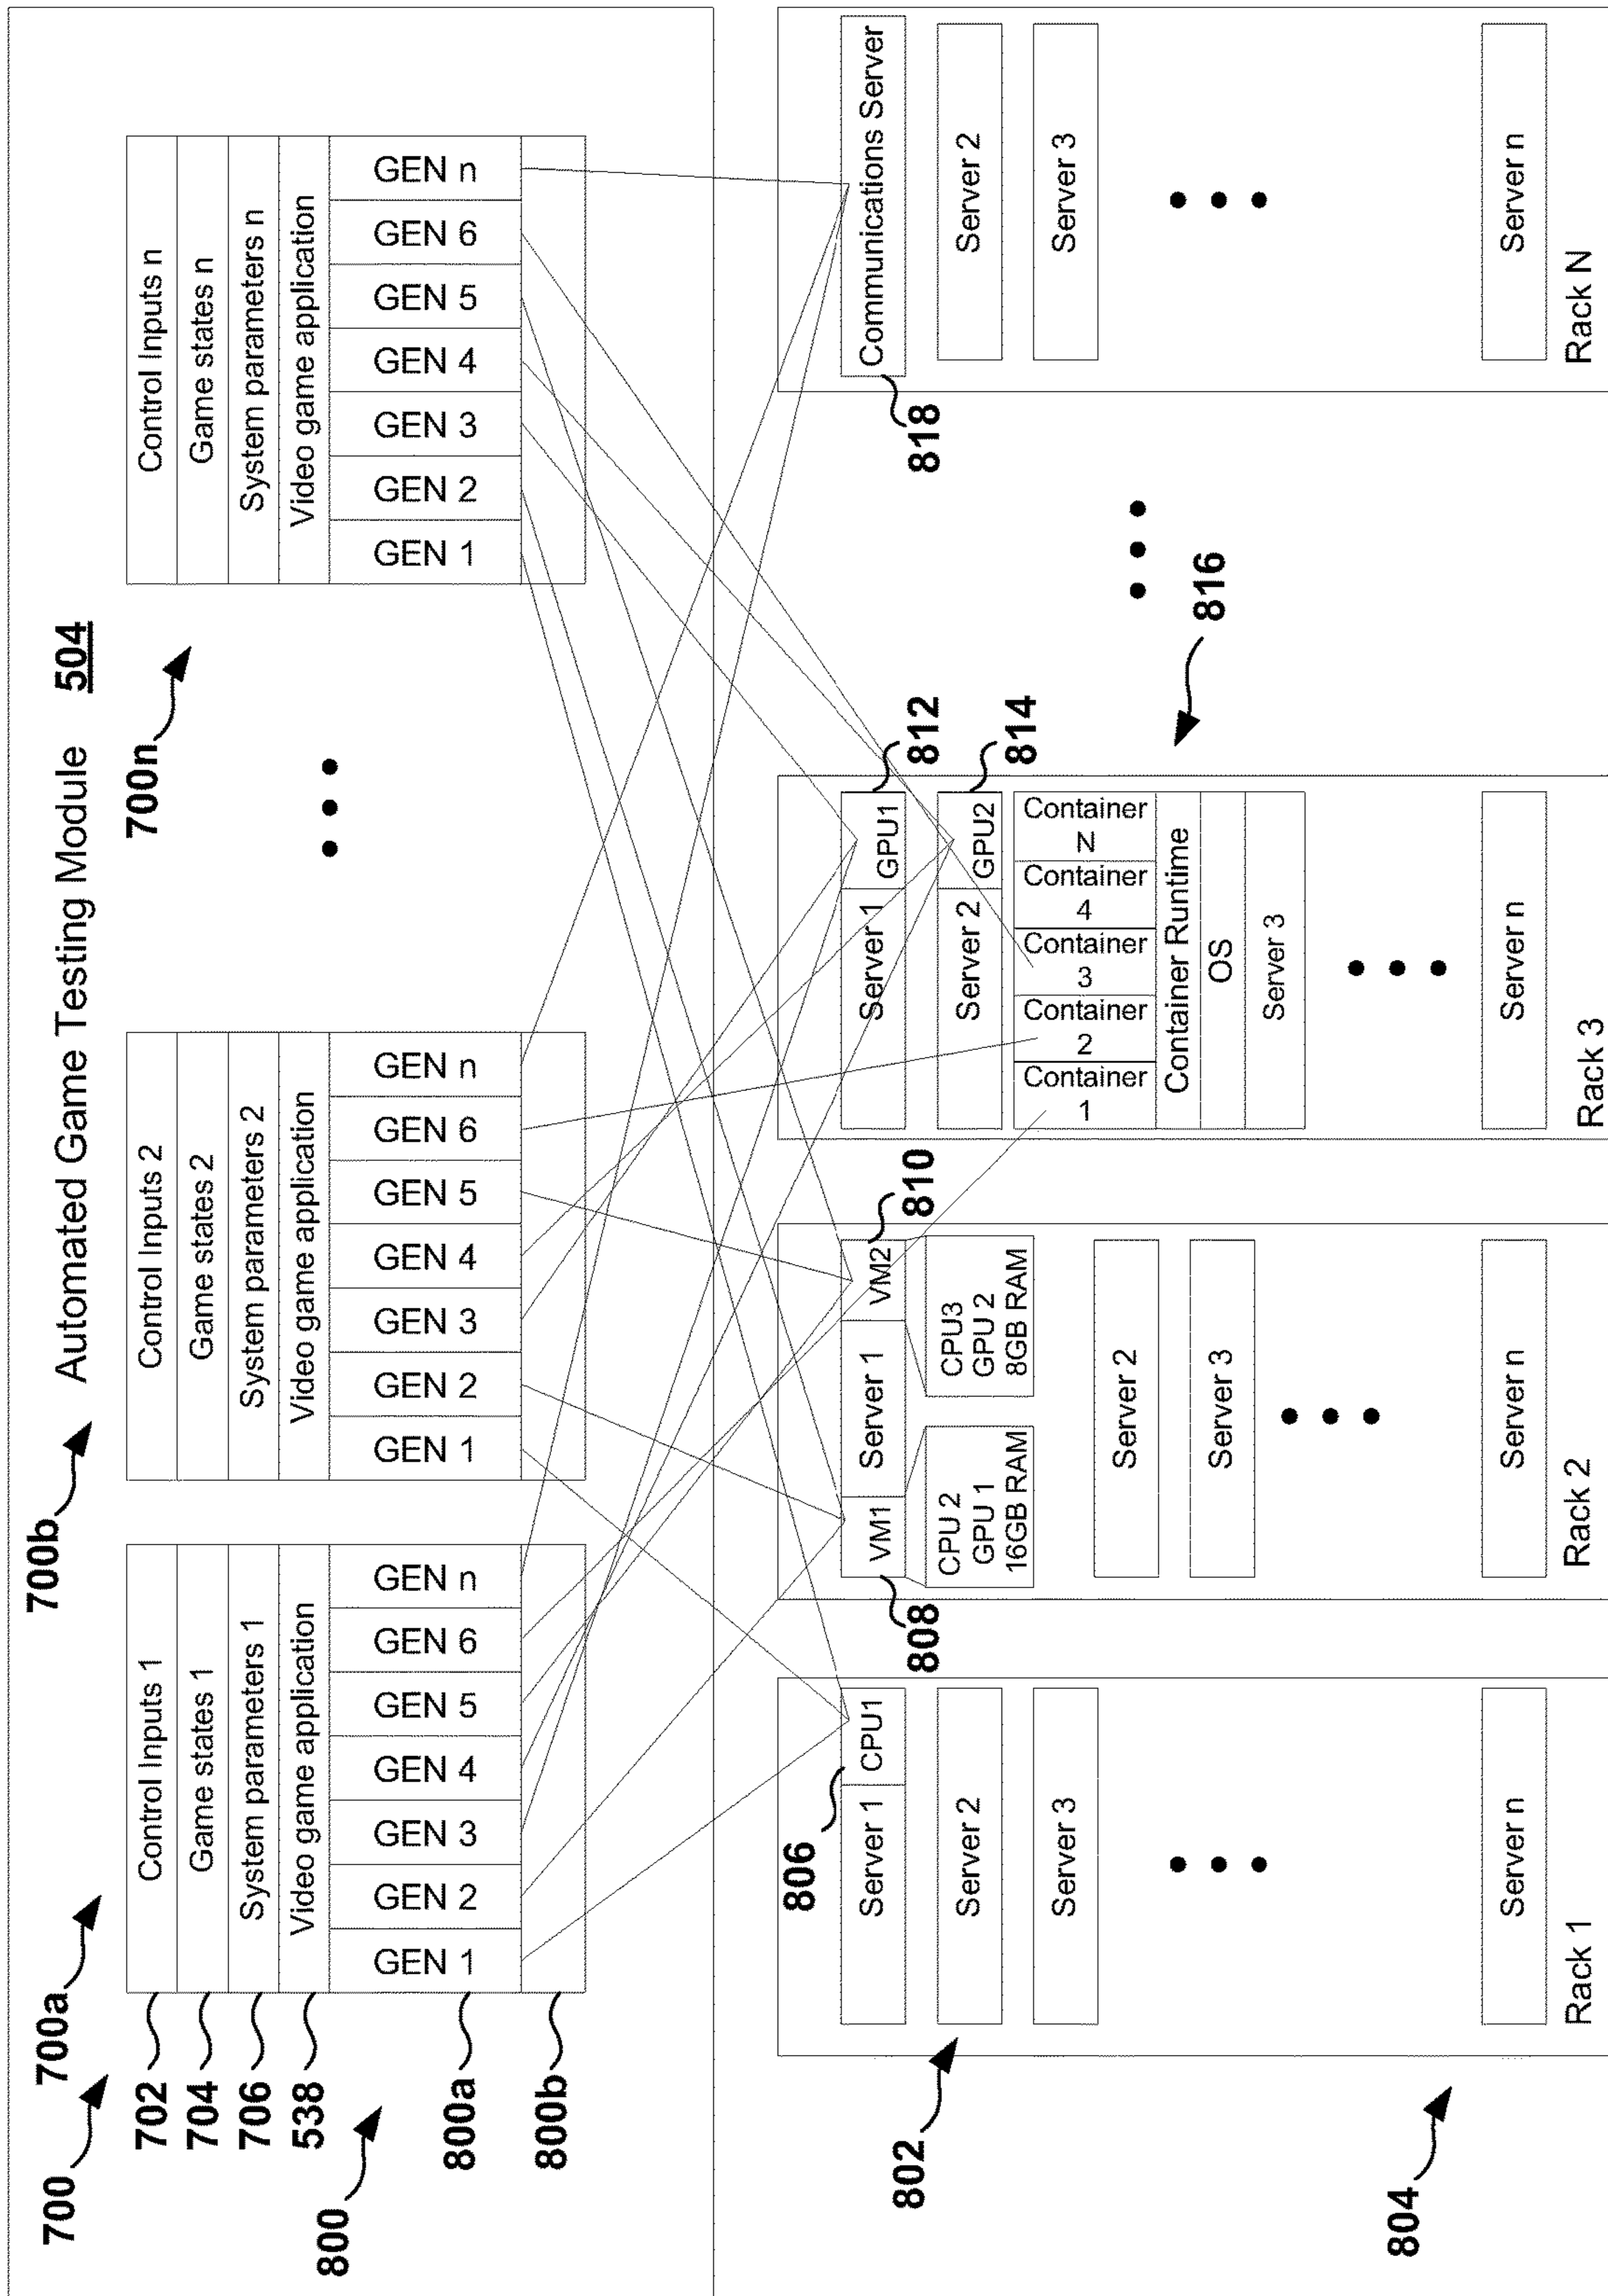 Automated Game Testing Module 504
700
700a
700b
700n
702
704
706
538
800
800a
800b
Control Inputs 1
Game states 1
System parameters 1
Video game application
GEN 1
GEN 2
GEN 3
GEN 4
GEN 5
GEN 6
GEN n
Control Inputs 2
Game states 2
System parameters 2
Video game application
GEN 1
GEN 2
GEN 3
GEN 4
GEN 5
GEN 6
GEN n
Control Inputs n
Game states n
System parameters n
Video game application
GEN 1
GEN 2
GEN 3
GEN 4
GEN 5
GEN 6
GEN n
802
804
806
Server 1
CPU1
Server 2
Server 3
Server n
Rack 1
808
VM1
Server 1
VM2
810
CPU 2
GPU 1
16GB RAM
CPU3
GPU 2
8GB RAM
Server 2
Server 3
Server n
Rack 2
Server 1
GPU1
812
Server 2
GPU2
814
Container
1
Container
2
Container
3
Container
4
Container
N
Container Runtime
OS
Server 3
816
Server n
Rack 3
818
Communications Server
Server 2
Server 3
Server n
Rack N